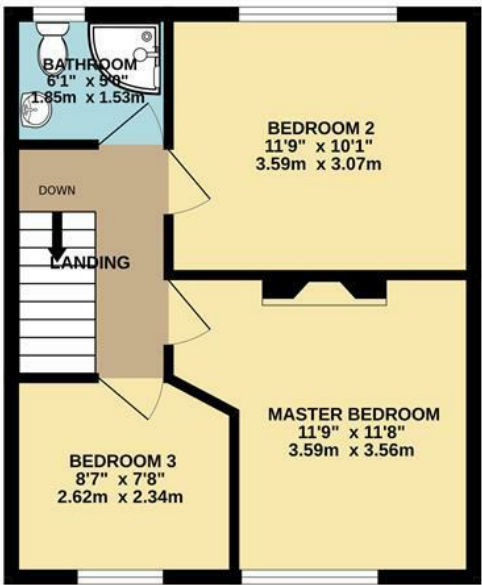 BATHROOM
6'1" x 5'0"
1.85m x 1.53m
BEDROOM 2
11'9" x 10'1"
3.59m x 3.07m
DOWN
LANDING
MASTER BEDROOM
11'9" x 11'8"
3.59m x 3.56m
BEDROOM 3
8'7" x 7'8"
2.62m x 2.34m